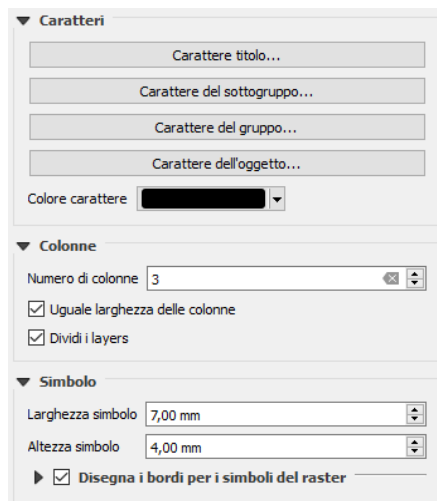 Caratteri
Carattere titolo...
Carattere del sottogruppo...
Carattere del gruppo...
Carattere dell'oggetto...
Colore carattere
Colonne
Numero di colonne 3
Uguale larghezza delle colonne
Dividi i layers
Simbolo
Larghezza simbolo 7,00 mm
Altezza simbolo 4,00 mm
Disegna i bordi per i simboli del raster